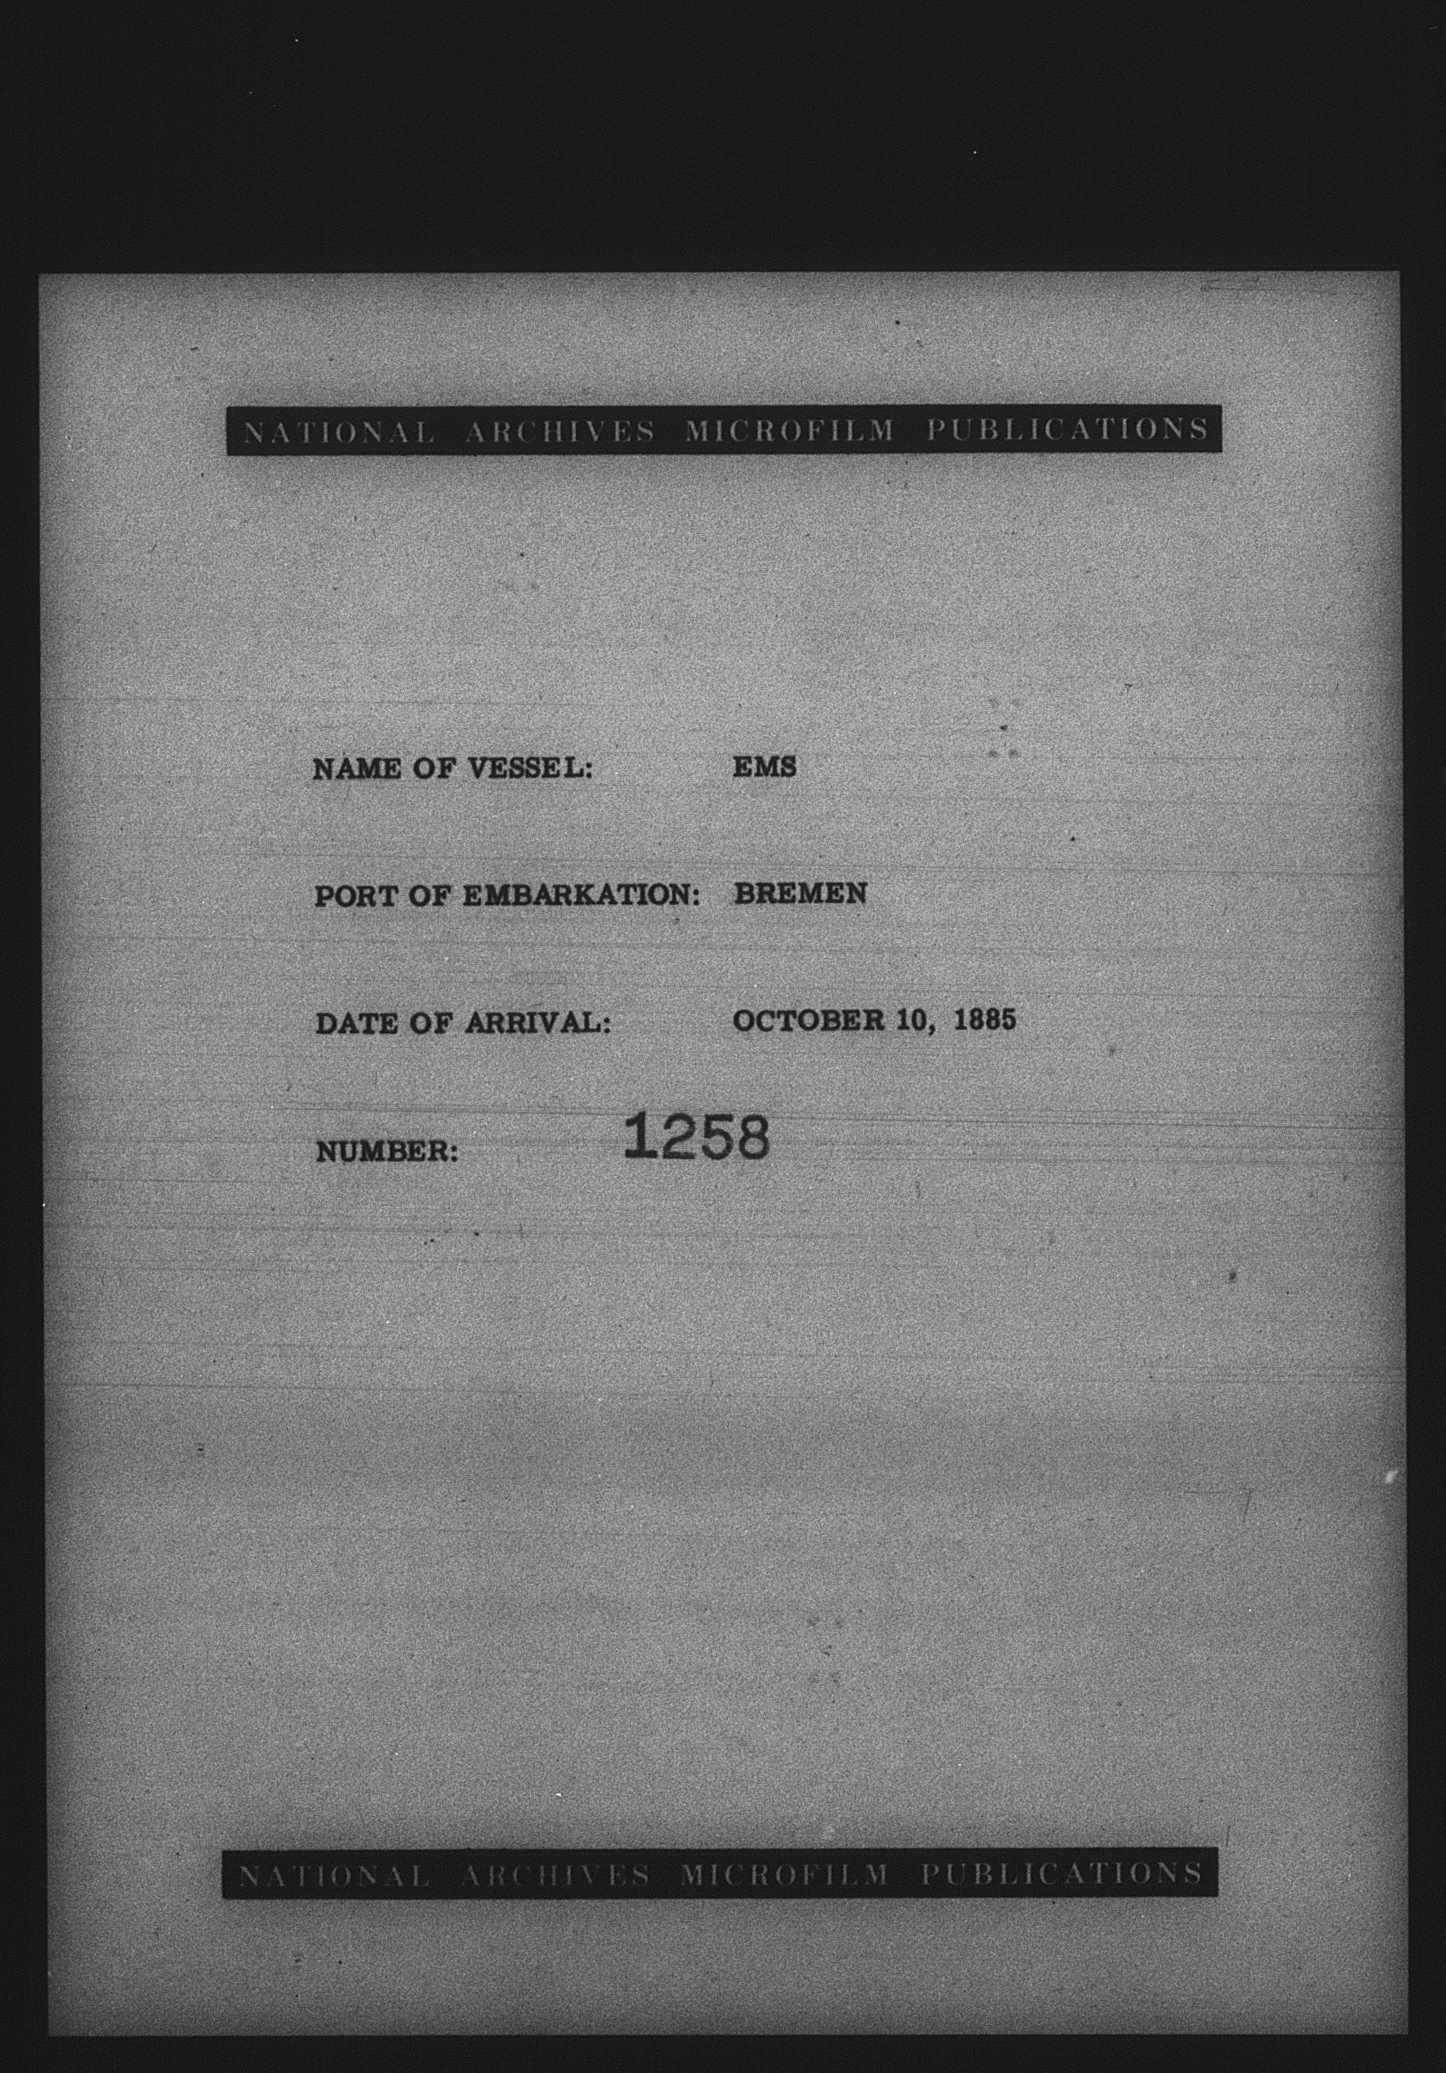 NATIONAL ARCHIVES MICROFILM PUBLICATIONS
NAME OF VESSEL: EMS
PORT OF EMBARKATION: BREMEN
DATE OF ARRIVAL: OCTOBER 10, 1885
NUMBER: 1258
NATIONAL ARCHIVES MICROFILM PUBLICATIONS